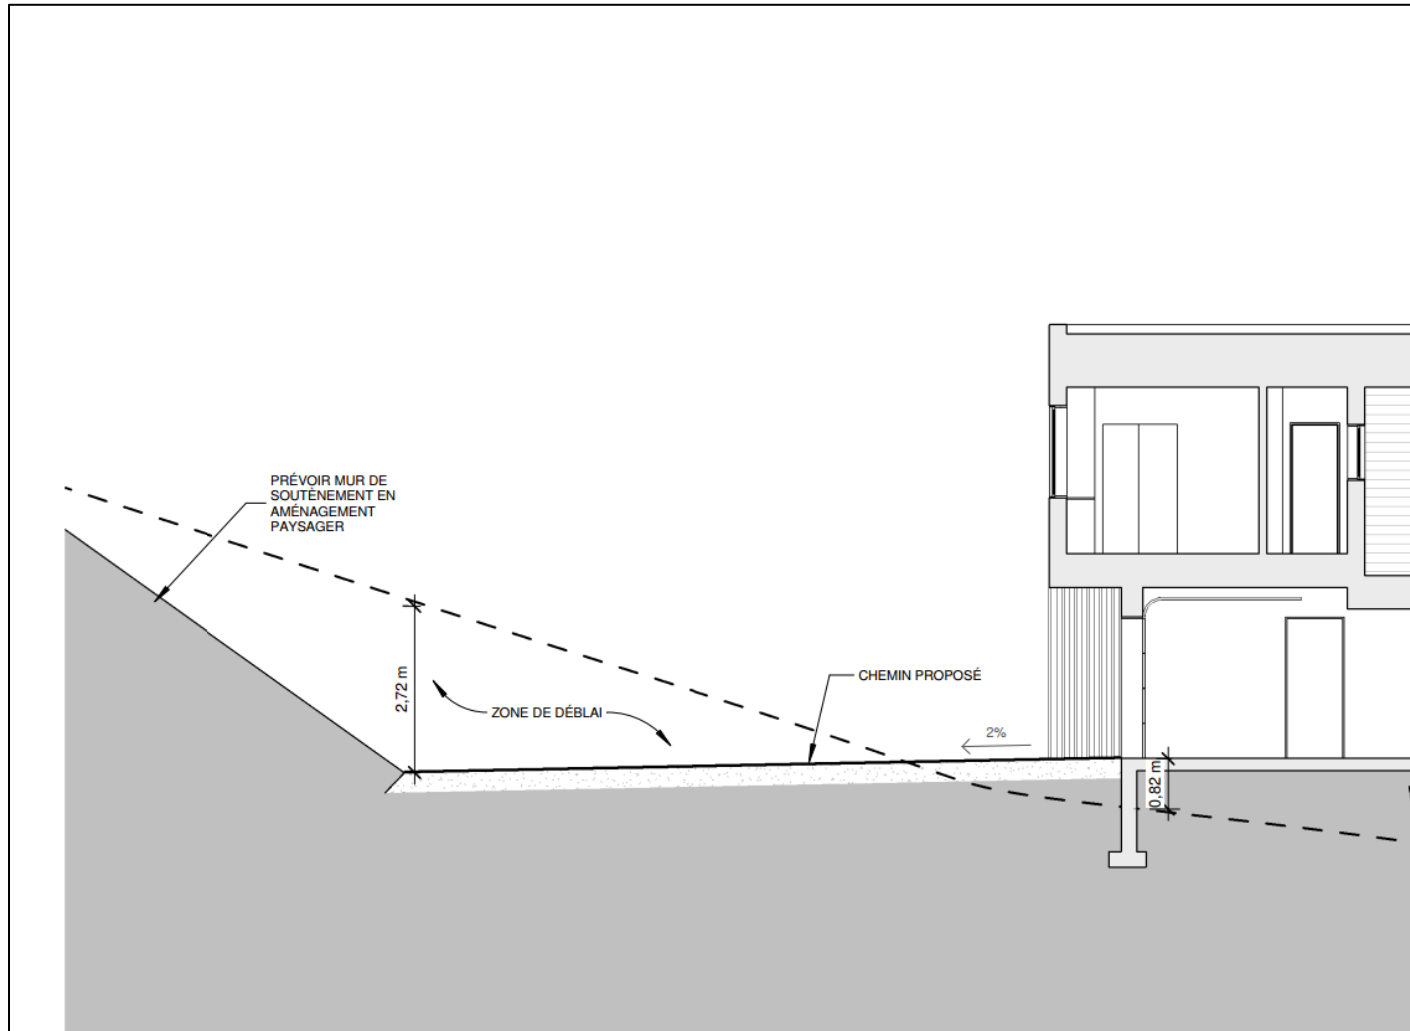 PRÉVOIR MUR DE
SOUTÈNEMENT EN
AMÉNAGEMENT
PAYSAGER
2,72 m
ZONE DE DÉBLAI
CHEMIN PROPOSÉ
2%
0,82 m